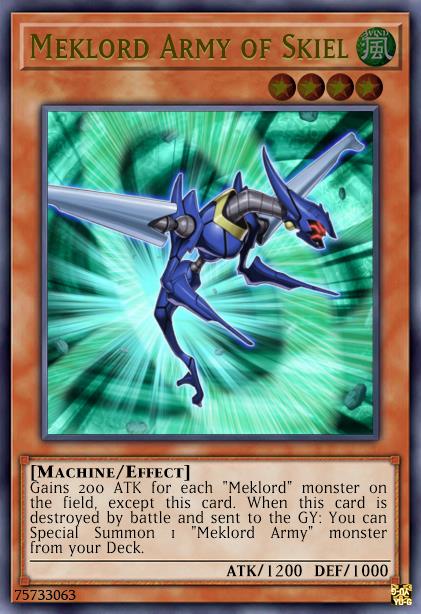 Meklord Army of Skiel
WIND
風
[Machine/Effect]
Gains 200 ATK for each "Meklord" monster on
the field, except this card. When this card is
destroyed by battle and sent to the GY: You can
Special Summon 1 "Meklord Army" monster
from your Deck.
ATK/1200 DEF/1000
75733063